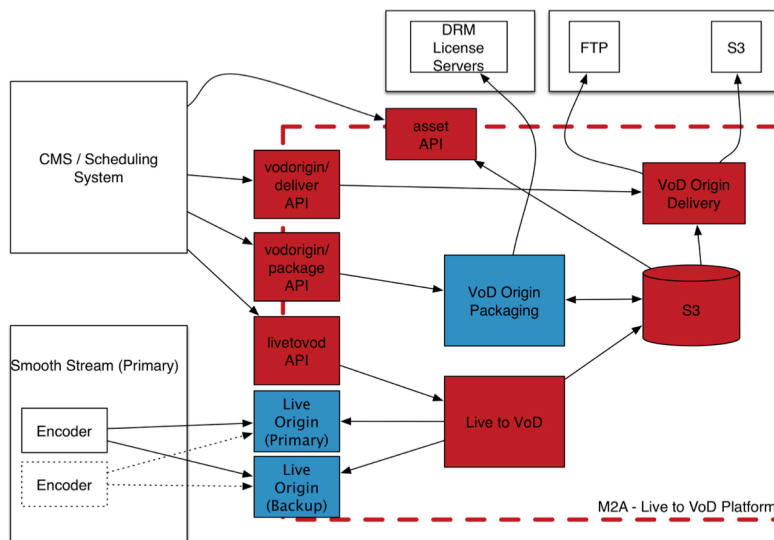 DRM
License
Servers
FTP
S3
CMS / Scheduling
System
asset
API
vodorigin/
deliver
API
VoD Origin
Delivery
vodorigin/
package
API
VoD Origin
Packaging
S3
livetovod
API
Smooth Stream (Primary)
Live
Origin
(Primary)
Live to VoD
Encoder
Encoder
Live
Origin
(Backup)
M2A - Live to VoD Platform